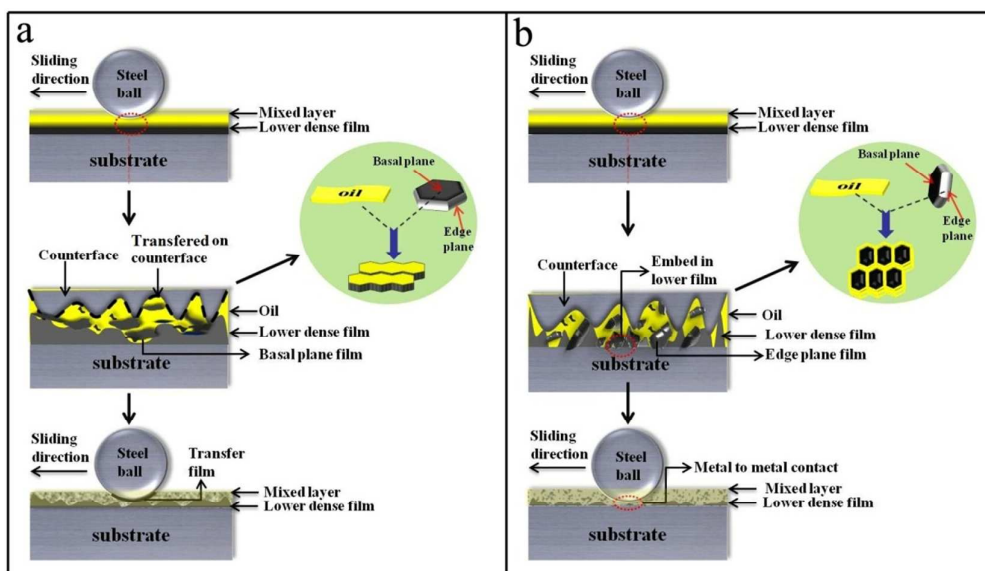 a
Sliding
direction
Steel
ball
Mixed layer
Lower dense film
substrate
Basal plane
oil
Edge
plane
Transfered on
counterface
Counterface
Oil
Lower dense film
Basal plane film
substrate
Sliding
direction
Steel
ball
Transfer
film
Mixed layer
Lower dense film
substrate
b
Sliding
direction
Steel
ball
Mixed layer
Lower dense film
substrate
Basal plane
oil
Edge
plane
Embed in
lower film
Counterface
Oil
Lower dense film
Edge plane film
substrate
Sliding
direction
Steel
ball
Metal to metal contact
Mixed layer
Lower dense film
substrate